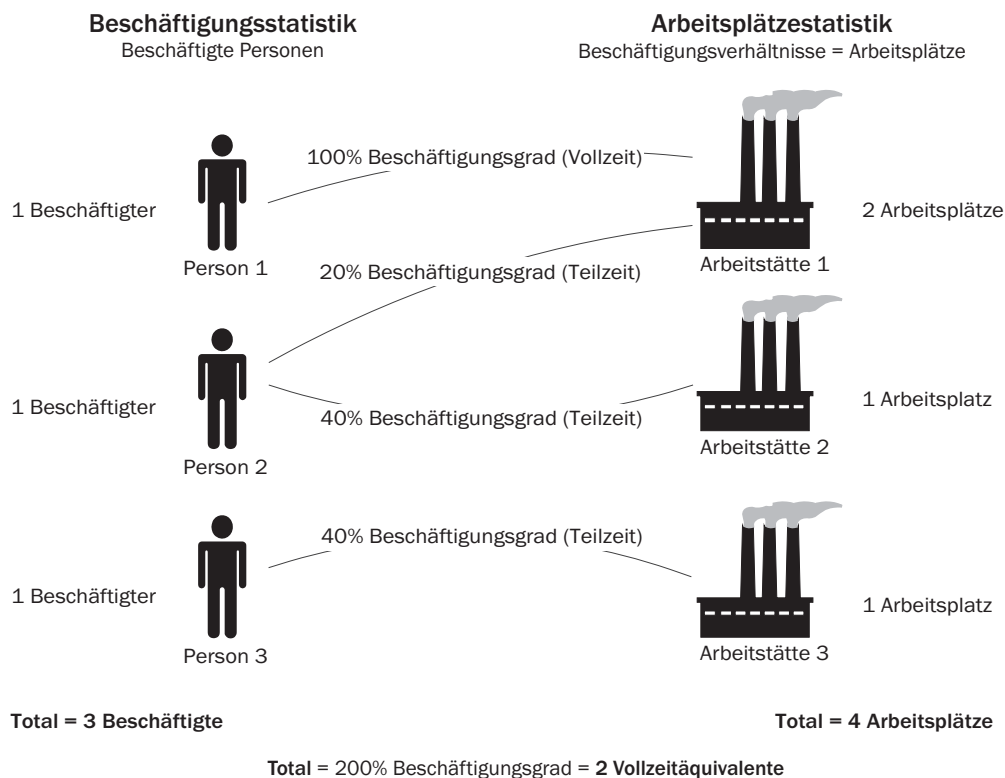 Beschäftigungsstatistik
Beschäftigte Personen
Arbeitsplätzestatistik
Beschäftigungsverhältnisse = Arbeitsplätze
100% Beschäftigungsgrad (Vollzeit)
1 Beschäftigter
2 Arbeitsplätze
Person 1
20% Beschäftigungsgrad (Teilzeit)
Arbeitstätte 1
1 Beschäftigter
40% Beschäftigungsgrad (Teilzeit)
1 Arbeitsplatz
Person 2
Arbeitstätte 2
40% Beschäftigungsgrad (Teilzeit)
1 Beschäftigter
1 Arbeitsplatz
Person 3
Arbeitstätte 3
Total = 3 Beschäftigte
Total = 4 Arbeitsplätze
Total = 200% Beschäftigungsgrad = 2 Vollzeitäquivalente